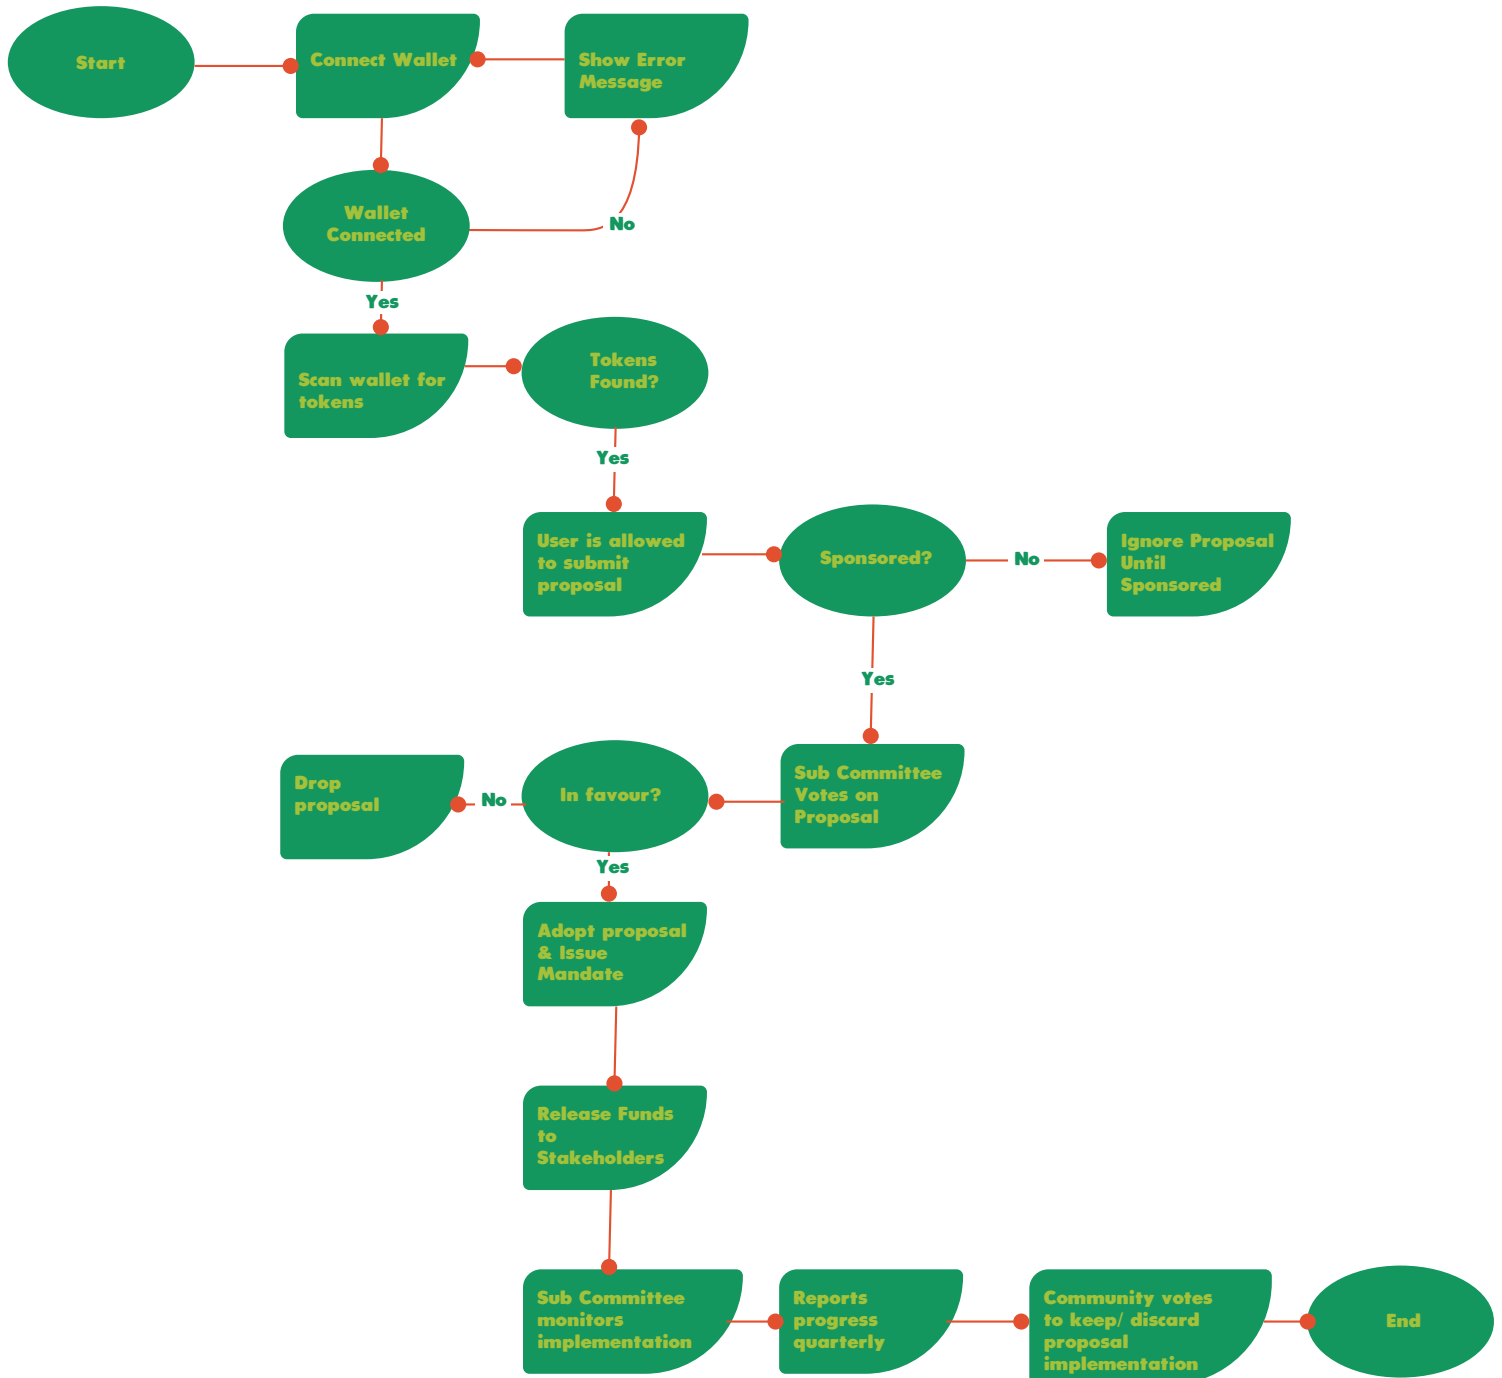 Start
Connect Wallet
Show Error
Message
Wallet
Connected
No
Yes
Scan wallet for
tokens
Tokens
Found?
Yes
User is allowed
to submit
proposal
Sponsored?
No
Ignore Proposal
Until
Sponsored
Yes
Sub Committee
Votes on
Proposal
In favour?
No
Drop
proposal
Yes
Adopt proposal
& Issue
Mandate
Release Funds
to
Stakeholders
Sub Committee
monitors
implementation
Reports
progress
quarterly
Community votes
to keep/ discard
proposal
implementation
End